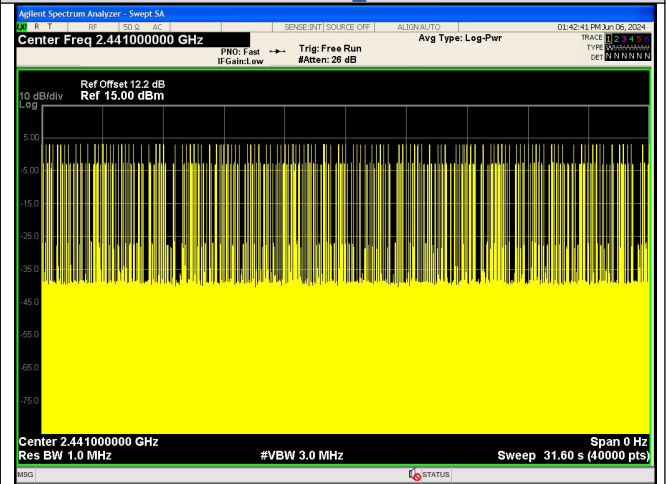 Agilent Spectrum Analyzer - Swept SA
R T RF 50 Ω AC SENSE:INT SOURCE OFF ALIGN AUTO 01:42:41 PM Jun 06, 2024
Center Freq 2.441000000 GHz
PNO: Fast
IFGain:Low
Trig: Free Run
#Atten: 26 dB
Avg Type: Log-Pwr
TRACE 1 2 3 4 5 6
TYPE W
DET N N N N N N
10 dB/div
Log
Ref Offset 12.2 dB
Ref 15.00 dBm
5.00
-5.00
-15.0
-25.0
-35.0
-45.0
-55.0
-65.0
-75.0
Center 2.441000000 GHz Span 0 Hz
Res BW 1.0 MHz #VBW 3.0 MHz Sweep 31.60 s (40000 pts)
MSG STATUS